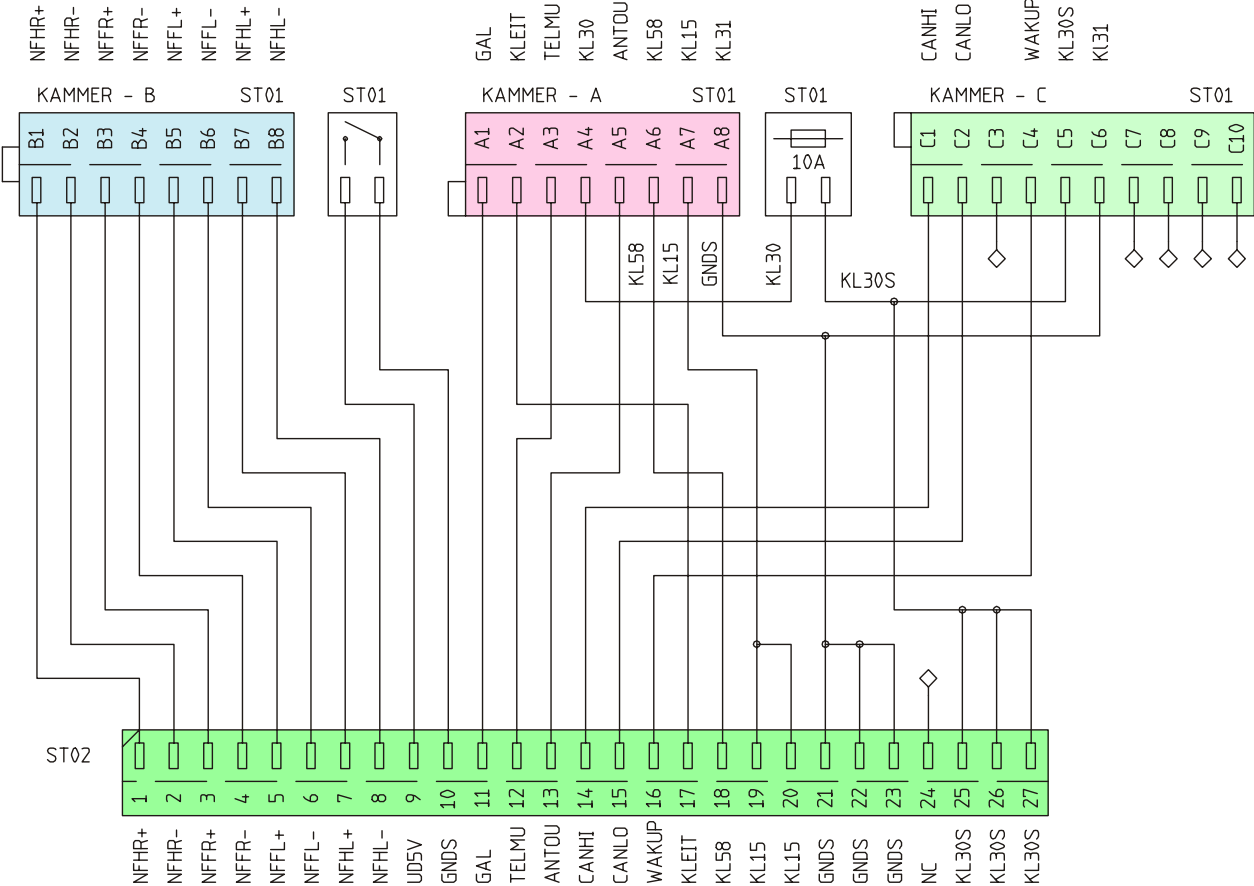 NFHR+ NFHR- NFFR+ NFFR- NFFL+ NFFL- NFHL+ NFHL- GAL KLEIT TELMU KL30 ANTOU KL58 KL15 KL31 CANHI CANLO WAKUP KL30S Kl31
KAMMER - B ST01 ST01 KAMMER - A ST01 ST01 KAMMER - C ST01
B1 B2 B3 B4 B5 B6 B7 B8 A1 A2 A3 A4 A5 A6 A7 A8 C1 C2 C3 C4 C5 C6 C7 C8 C9 C10
10A
KL58 KL15 GNDS KL30 KL30S
ST02
1 2 3 4 5 6 7 8 9 10 11 12 13 14 15 16 17 18 19 20 21 22 23 24 25 26 27
NFHR+ NFHR- NFFR+ NFFR- NFFL+ NFFL- NFHL+ NFHL- UD5V GNDS GAL TELMU ANTOU CANHI CANLO WAKUP KLEIT KL58 KL15 KL15 GNDS GNDS GNDS NC KL30S KL30S KL30S